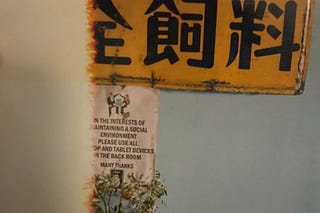 飼料
IN THE INTERESTS OF
MAINTAINING A SOCIAL
ENVIRONMENT
PLEASE USE ALL
TOP AND TABLET DEVICES
IN THE BACK ROOM
MANY THANKS